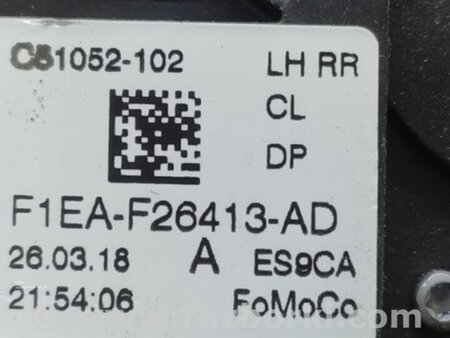 C51052-102 LH RR
CL
DP
F1EA-F26413-AD
26.03.18 A ES9CA
21:54:06 FoMoCo